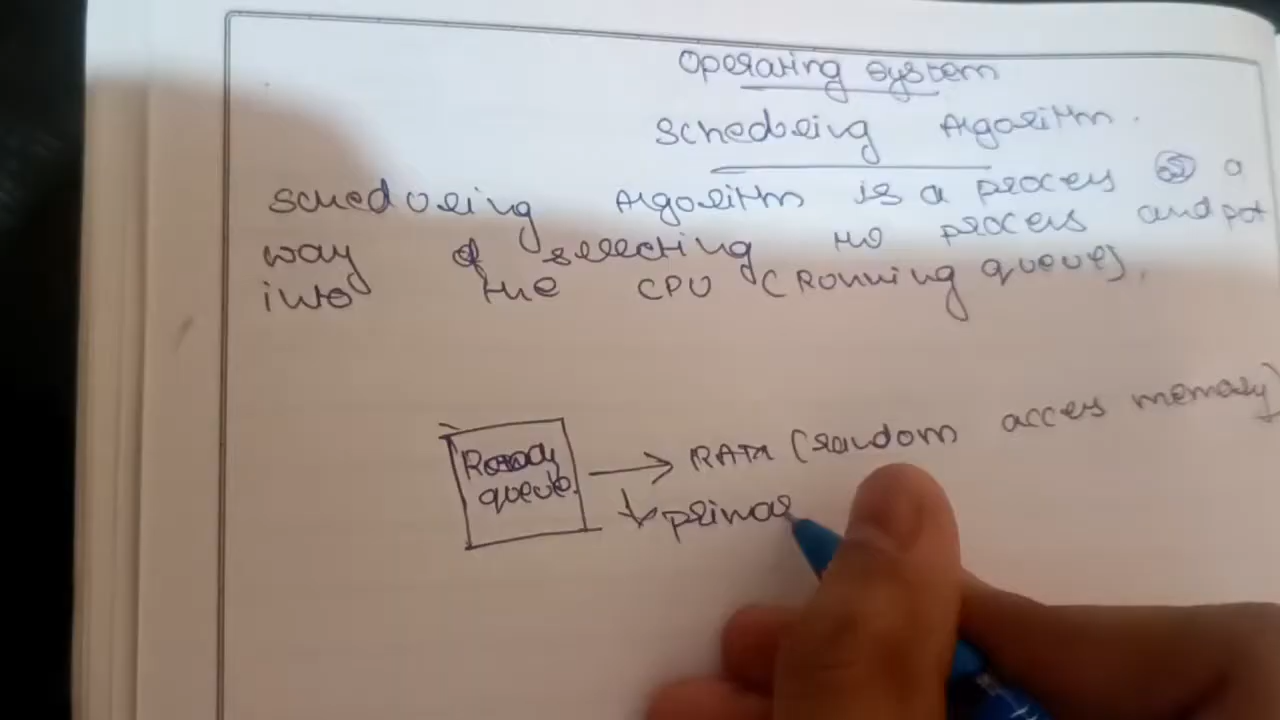 Operating System
Scheduling Algorithm.
Scheduling Algorithm is a process or a
way of selecting the process and put
into the CPU (Running queue).
Ready queue. → RAM (random access memory)
↓ primar